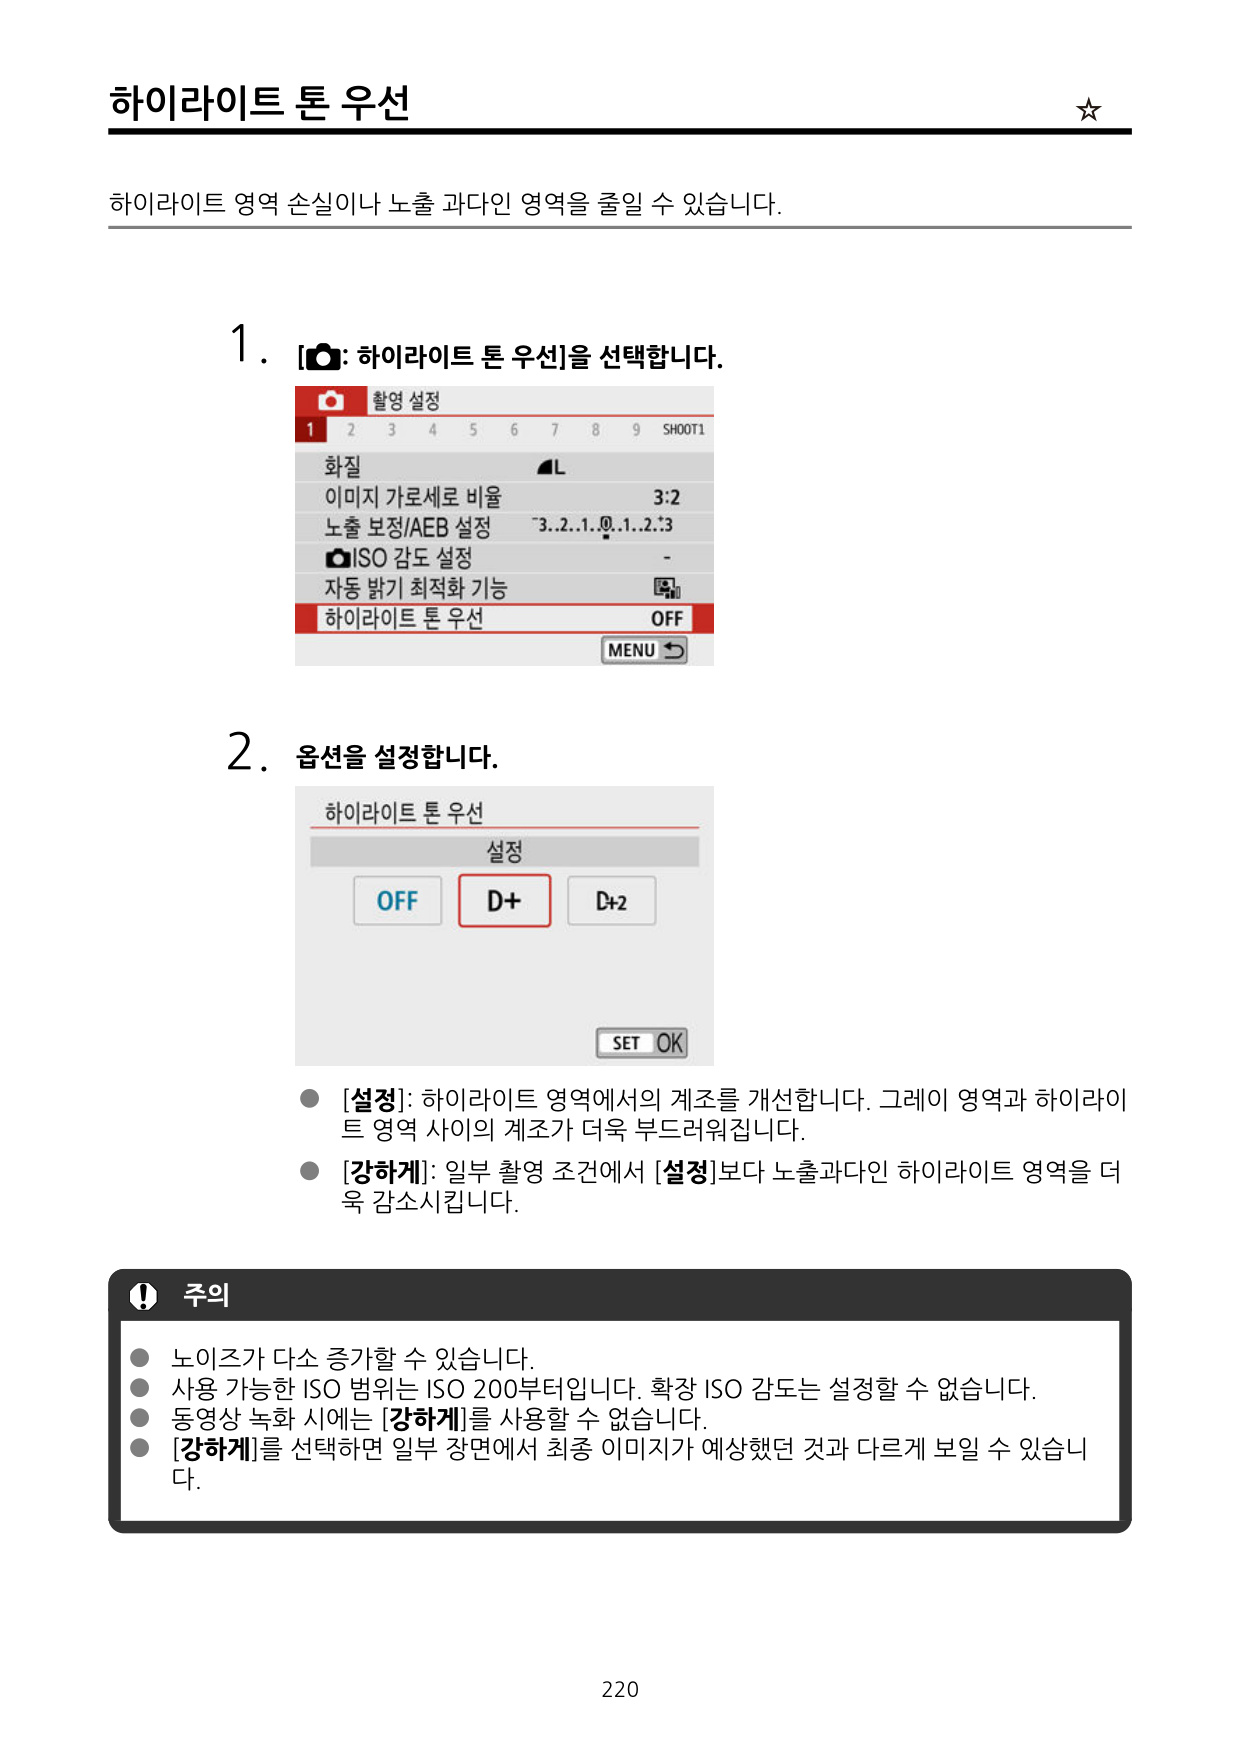 하이라이트 톤 우선 ☆
하이라이트 영역 손실이나 노출 과다인 영역을 줄일 수 있습니다.
1. [: 하이라이트 톤 우선]을 선택합니다.
촬영 설정
1 2 3 4 5 6 7 8 9 SHOOT1
화질 L
이미지 가로세로 비율 3:2
노출 보정/AEB 설정 -3..2..1..0..1..2..+3
ISO 감도 설정 -
자동 밝기 최적화 기능
하이라이트 톤 우선 OFF
MENU
2. 옵션을 설정합니다.
하이라이트 톤 우선
설정
OFF D+ D+2
SET OK
● [설정]: 하이라이트 영역에서의 계조를 개선합니다. 그레이 영역과 하이라이
트 영역 사이의 계조가 더욱 부드러워집니다.
● [강하게]: 일부 촬영 조건에서 [설정]보다 노출과다인 하이라이트 영역을 더
욱 감소시킵니다.
주의
● 노이즈가 다소 증가할 수 있습니다.
● 사용 가능한 ISO 범위는 ISO 200부터입니다. 확장 ISO 감도는 설정할 수 없습니다.
● 동영상 녹화 시에는 [강하게]를 사용할 수 없습니다.
● [강하게]를 선택하면 일부 장면에서 최종 이미지가 예상했던 것과 다르게 보일 수 있습니
다.
220